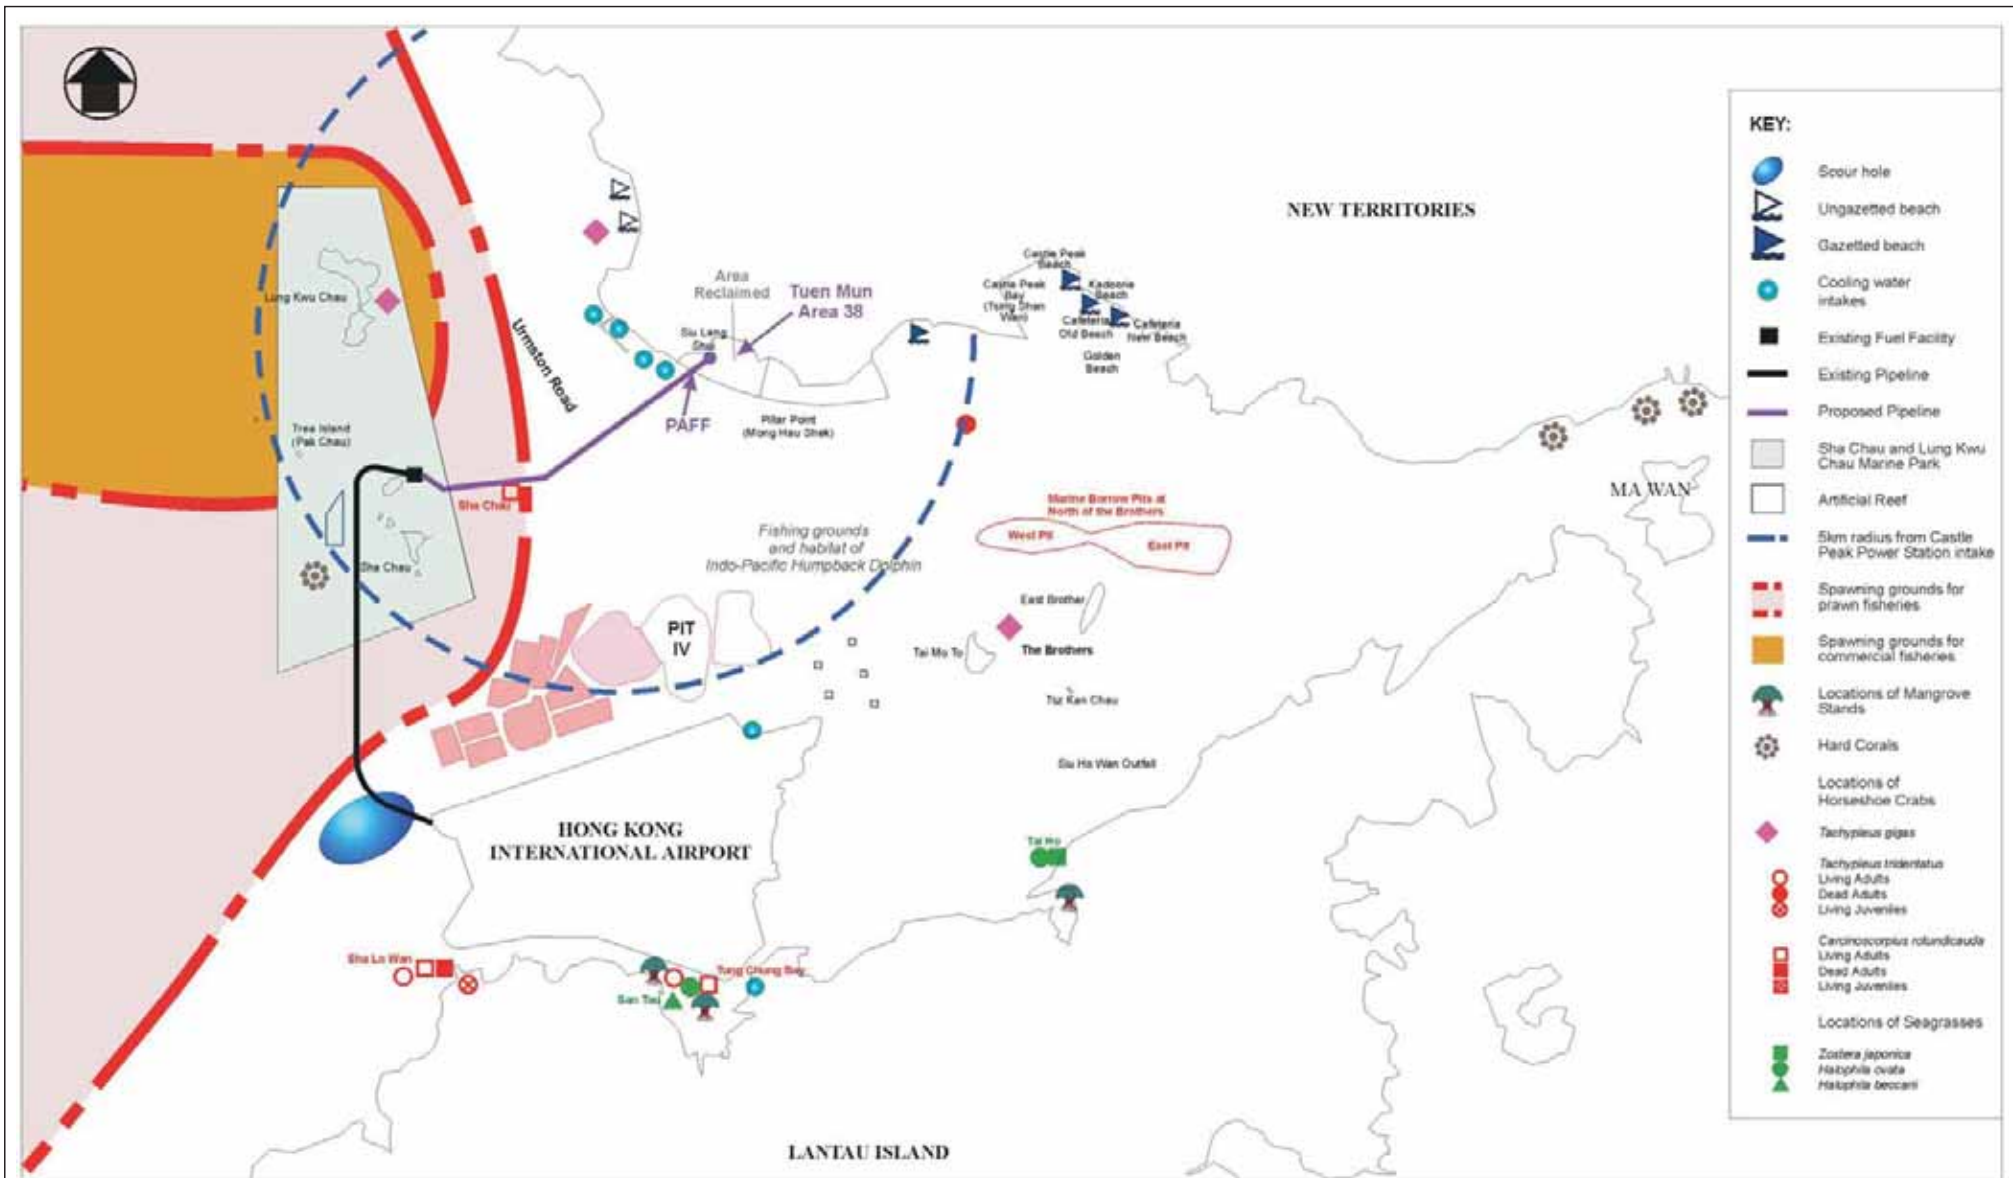 NEW TERRITORIES
Castle Peak
Beach
Castle Peak
Bay
(Tsing Shan
Wan)
Kadoorie
Beach
Cafeteria
Old Beach
Cafeteria
New Beach
Golden
Beach
Area
Reclaimed
Tuen Mun
Area 38
Siu Lang
Shui
Lung Kwu Chau
Urmston Road
PAFF
Pillar Point
(Mong Hau Shek)
Tree Island
(Pak Chau)
Sha Chau
Sha Chau
MA WAN
Marine Borrow Pits at
North of the Brothers
West Pit
East Pit
Fishing grounds
and habitat of
Indo-Pacific Humpback Dolphin
East Brother
PIT
IV
Tai Mo To
The Brothers
Tsz Kan Chau
Siu Ho Wan Outfall
HONG KONG
INTERNATIONAL AIRPORT
Tai Ho
Sha Lo Wan
San Tau
Tung Chung Bay
LANTAU ISLAND
KEY:
Scour hole
Ungazetted beach
Gazetted beach
Cooling water
intakes
Existing Fuel Facility
Existing Pipeline
Proposed Pipeline
Sha Chau and Lung Kwu
Chau Marine Park
Artificial Reef
5km radius from Castle
Peak Power Station intake
Spawning grounds for
prawn fisheries
Spawning grounds for
commercial fisheries
Locations of Mangrove
Stands
Hard Corals
Locations of
Horseshoe Crabs
Tachypleus gigas
Tachypleus tridentatus
Living Adults
Dead Adults
Living Juveniles
Carcinoscorpius rotundicauda
Living Adults
Dead Adults
Living Juveniles
Locations of Seagrasses
Zostera japonica
Halophila ovata
Halophila beccarii